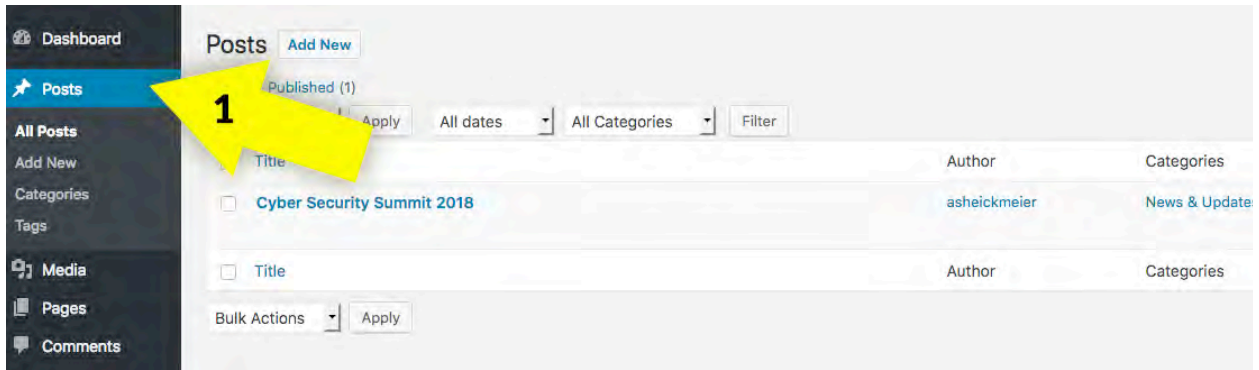 Dashboard
Posts
All Posts
Add New
Categories
Tags
Media
Pages
Comments
Posts Add New
1
Published (1)
Apply All dates All Categories Filter
Title Author Categories
Cyber Security Summit 2018 asheickmeier News & Updates
Title Author Categories
Bulk Actions Apply